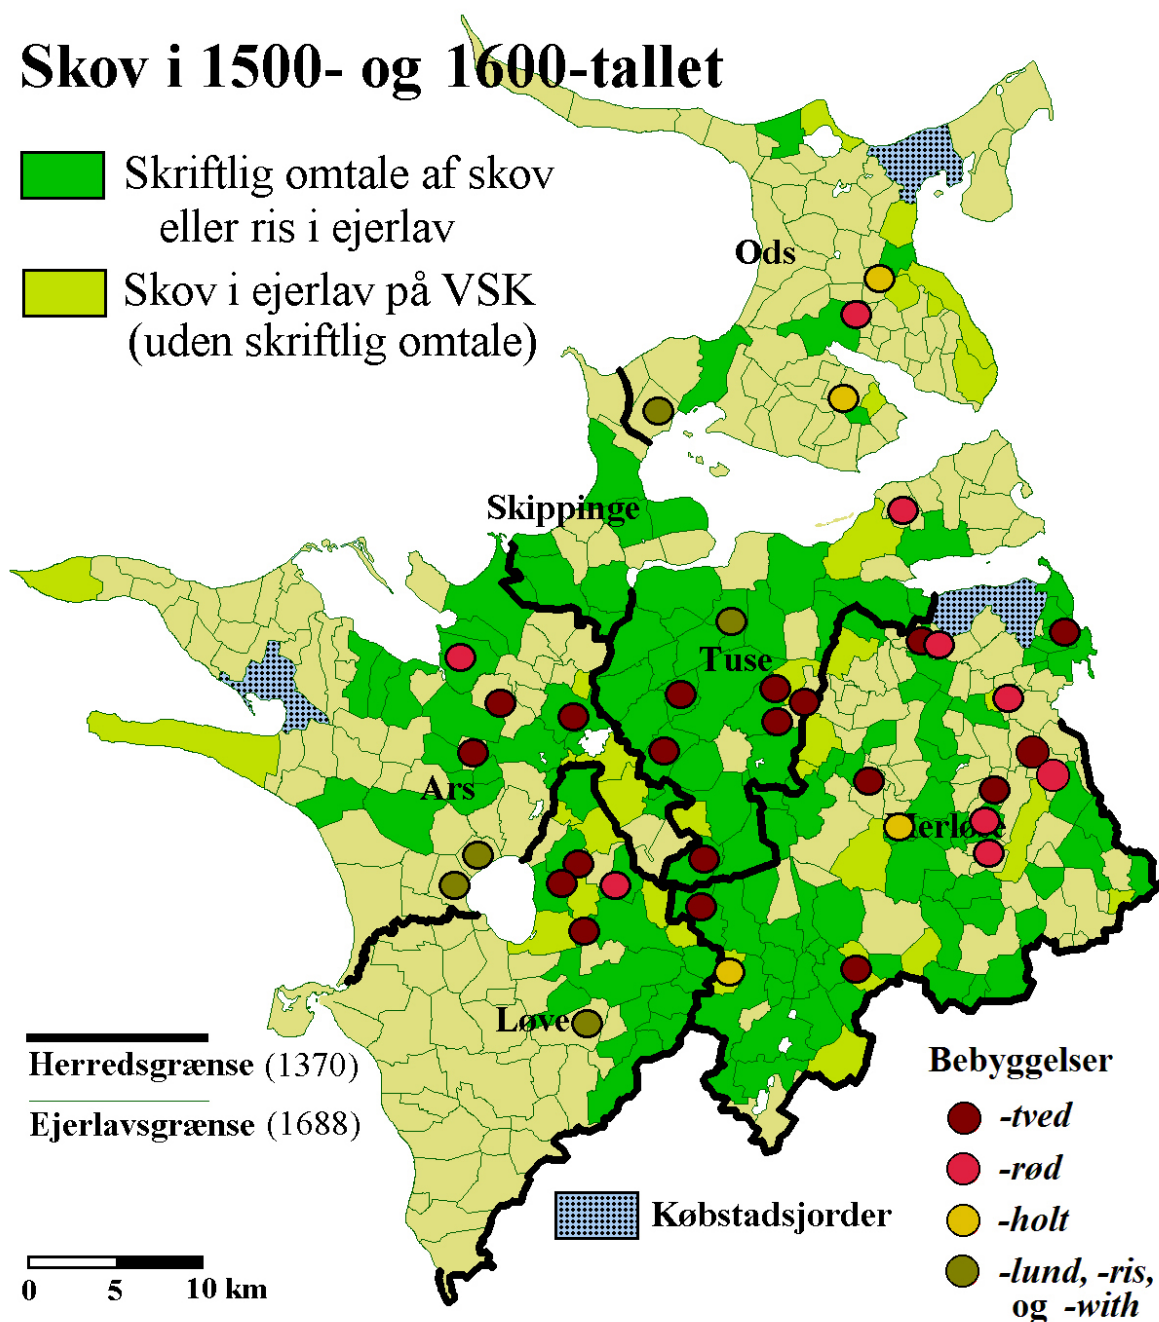 Skov i 1500- og 1600-tallet
Skriftlig omtale af skov
eller ris i ejerlav
Skov i ejerlav på VSK
(uden skriftlig omtale)
Ods
Skippinge
Tuse
Ars
Merløse
Løve
Herredsgrænse (1370)
Ejerlavsgrænse (1688)
0 5 10 km
Købstadsjorder
Bebyggelser
-tved
-rød
-holt
-lund, -ris,
og -with